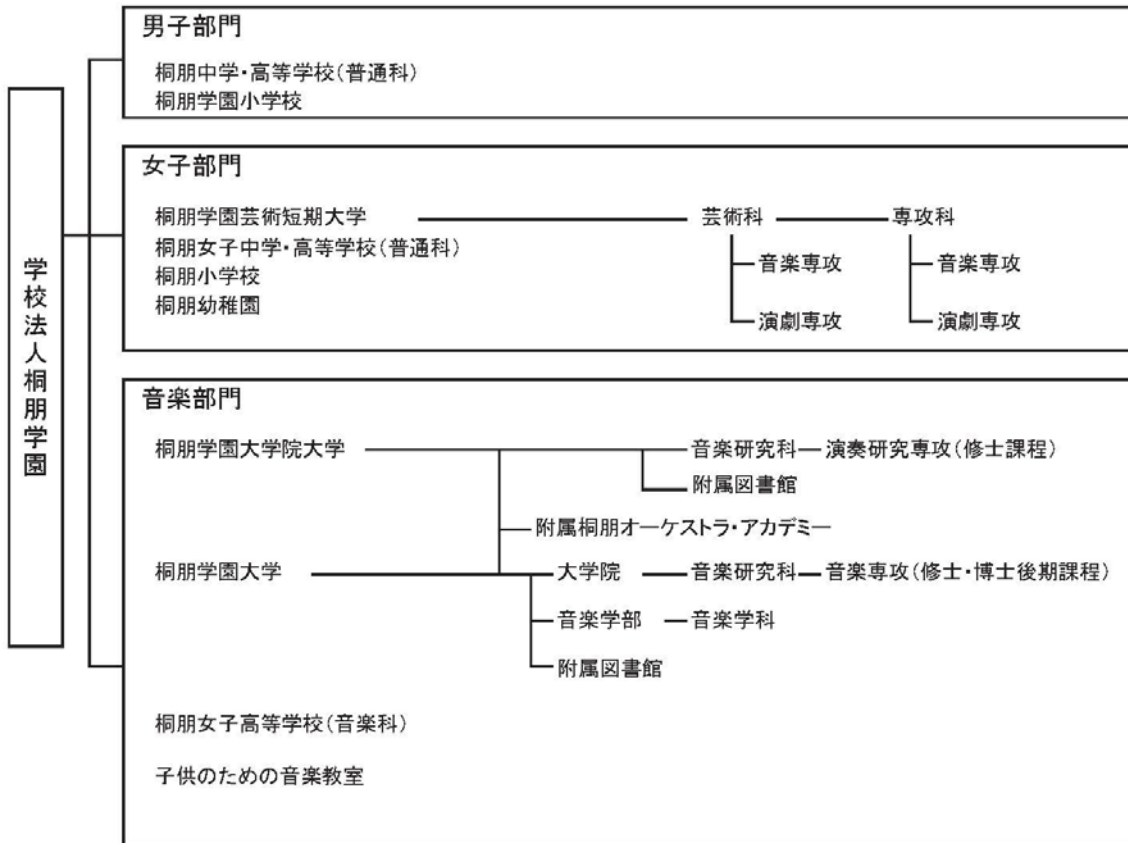 学校法人桐朋学園
男子部門
桐朋中学・高等学校(普通科)
桐朋学園小学校
女子部門
桐朋学園芸術短期大学 芸術科 専攻科
桐朋女子中学・高等学校(普通科)
音楽専攻 音楽専攻
桐朋小学校
桐朋幼稚園
演劇専攻 演劇専攻
音楽部門
桐朋学園大学院大学 音楽研究科 演奏研究専攻(修士課程)
附属図書館
附属桐朋オーケストラ・アカデミー
桐朋学園大学 大学院 音楽研究科 音楽専攻(修士・博士後期課程)
音楽学部 音楽学科
附属図書館
桐朋女子高等学校(音楽科)
子供のための音楽教室